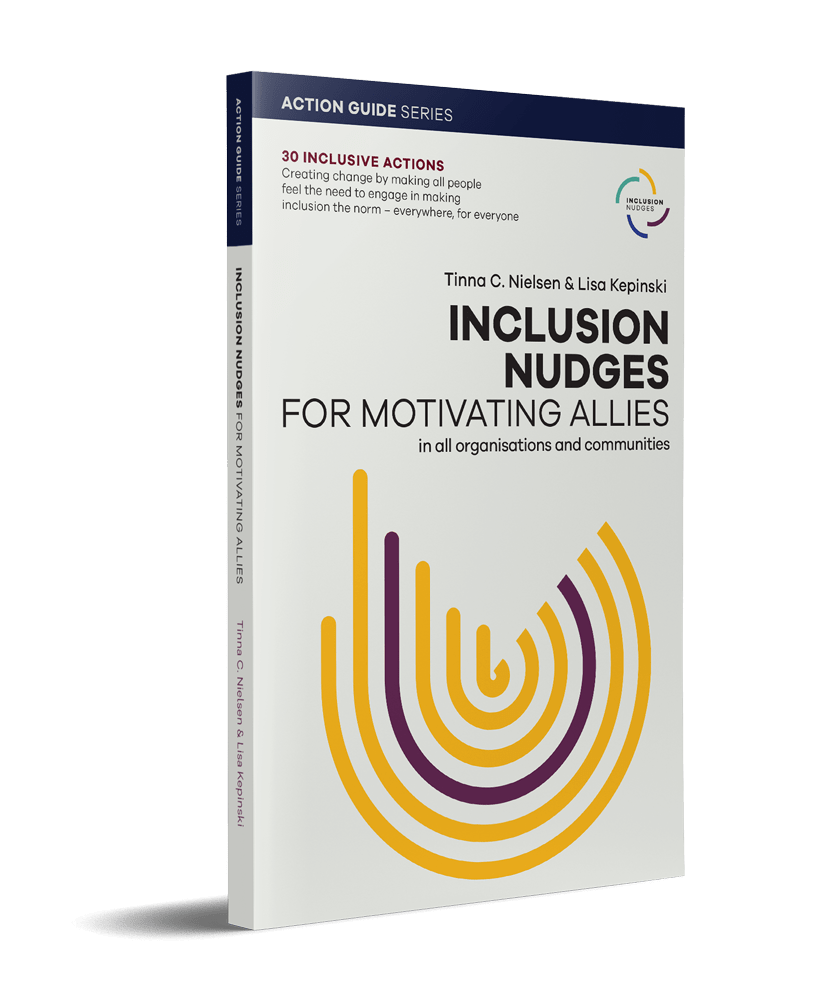 ACTION GUIDE SERIES
30 INCLUSIVE ACTIONS
Creating change by making all people
feel the need to engage in making
inclusion the norm – everywhere, for everyone
INCLUSION
NUDGES
Tinna C. Nielsen & Lisa Kepinski
INCLUSION
NUDGES
FOR MOTIVATING ALLIES
in all organisations and communities
ACTION GUIDE SERIES
INCLUSION NUDGES FOR MOTIVATING ALLIES
Tinna C. Nielsen & Lisa Kepinski